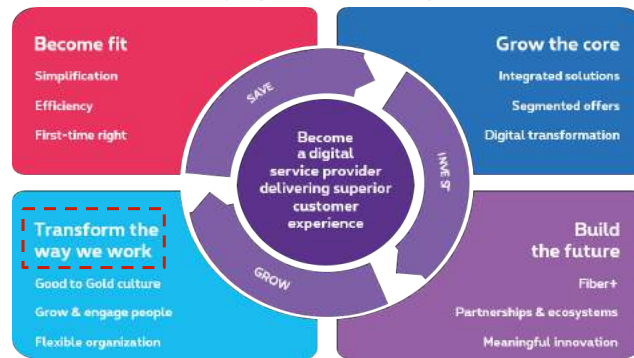 Become fit
Simplification
Efficiency
First-time right
Grow the core
Integrated solutions
Segmented offers
Digital transformation
SAVE
INVEST
GROW
Become
a digital
service provider
delivering superior
customer
experience
Transform the
way we work
Good to Gold culture
Grow & engage people
Flexible organization
Build
the future
Fiber+
Partnerships & ecosystems
Meaningful innovation